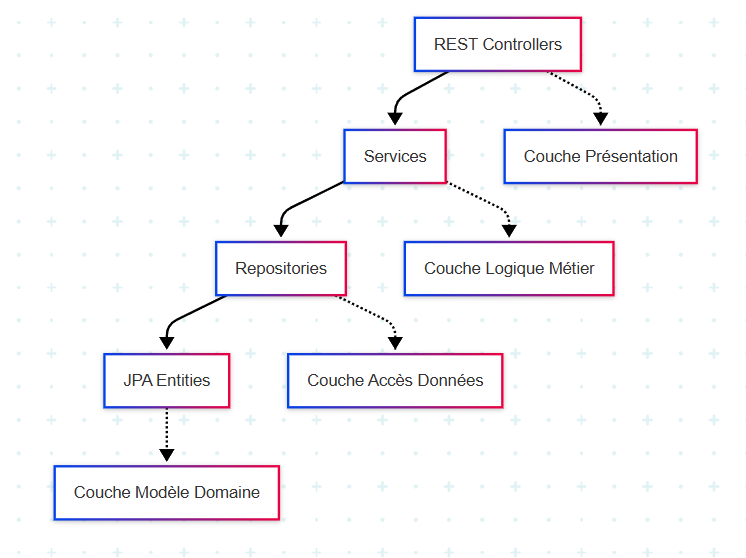 REST Controllers
Services
Couche Présentation
Repositories
Couche Logique Métier
JPA Entities
Couche Accès Données
Couche Modèle Domaine